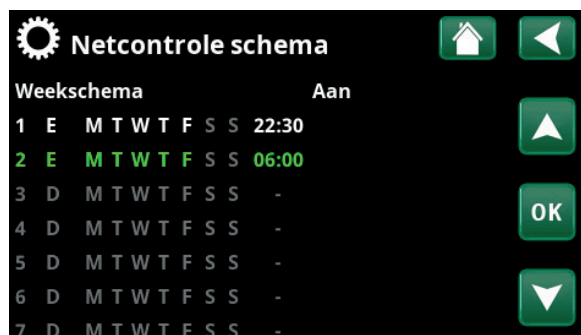 Netcontrole schema
Weekschema Aan
1 E M T W T F S S 22:30
2 E M T W T F S S 06:00
3 D M T W T F S S -
4 D M T W T F S S -
5 D M T W T F S S -
6 D M T W T F S S -
7 D M T W T F S S -
OK